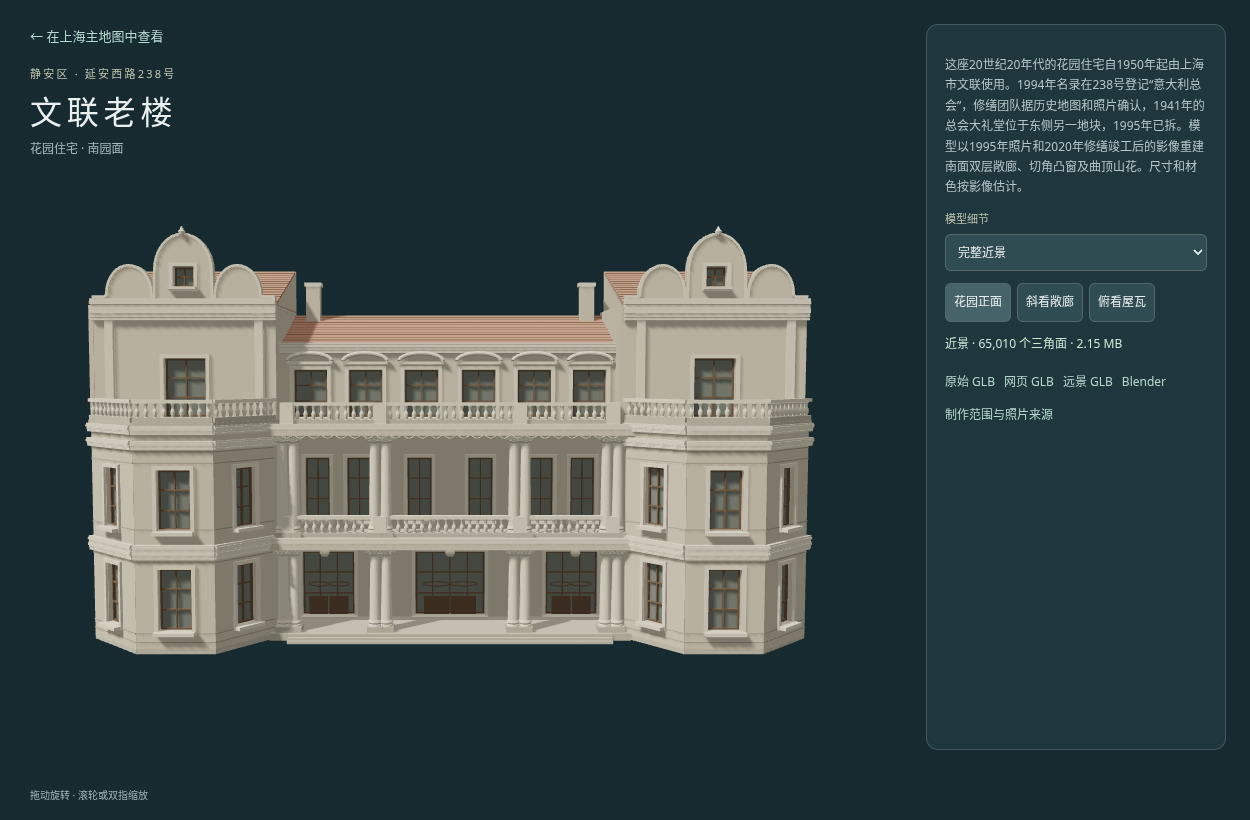 ← 在上海主地图中查看
静安区 · 延安西路238号
文联老楼
花园住宅 · 南园面
这座20世纪20年代的花园住宅自1950年起由上海
市文联使用。1994年名录在238号登记“意大利总
会”，修缮团队据历史地图和照片确认，1941年的
总会大礼堂位于东侧另一地块，1995年已拆。模
型以1995年照片和2020年修缮竣工后的影像重建
南面双层敞廊、切角凸窗及曲顶山花。尺寸和材
色按影像估计。
模型细节
完整近景
花园正面 斜看敞廊 俯看屋瓦
近景 · 65,010 个三角面 · 2.15 MB
原始 GLB 网页 GLB 远景 GLB Blender
制作范围与照片来源
拖动旋转 · 滚轮或双指缩放